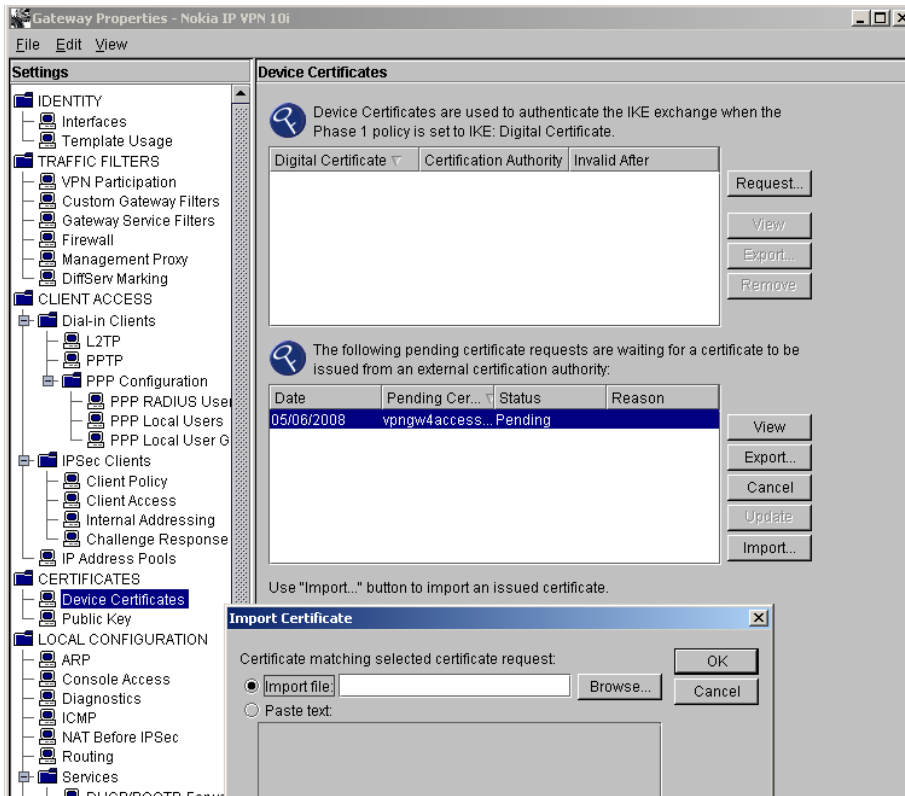 Gateway Properties - Nokia IP VPN 10i
File Edit View
Settings
IDENTITY
Interfaces
Template Usage
TRAFFIC FILTERS
VPN Participation
Custom Gateway Filters
Gateway Service Filters
Firewall
Management Proxy
DiffServ Marking
CLIENT ACCESS
Dial-in Clients
L2TP
PPTP
PPP Configuration
PPP RADIUS User
PPP Local Users
PPP Local User G
IPSec Clients
Client Policy
Client Access
Internal Addressing
Challenge Response
IP Address Pools
CERTIFICATES
Device Certificates
Public Key
LOCAL CONFIGURATION
ARP
Console Access
Diagnostics
ICMP
NAT Before IPSec
Routing
Services
Device Certificates
Device Certificates are used to authenticate the IKE exchange when the
Phase 1 policy is set to IKE: Digital Certificate.
Digital Certificate Certification Authority Invalid After
Request...
View
Export...
Remove
The following pending certificate requests are waiting for a certificate to be
issued from an external certification authority:
Date Pending Cer... Status Reason
05/06/2008 vpngw4access... Pending
View
Export...
Cancel
Update
Import...
Use "Import..." button to import an issued certificate.
Import Certificate
Certificate matching selected certificate request:
Import file: Browse...
Paste text:
OK
Cancel